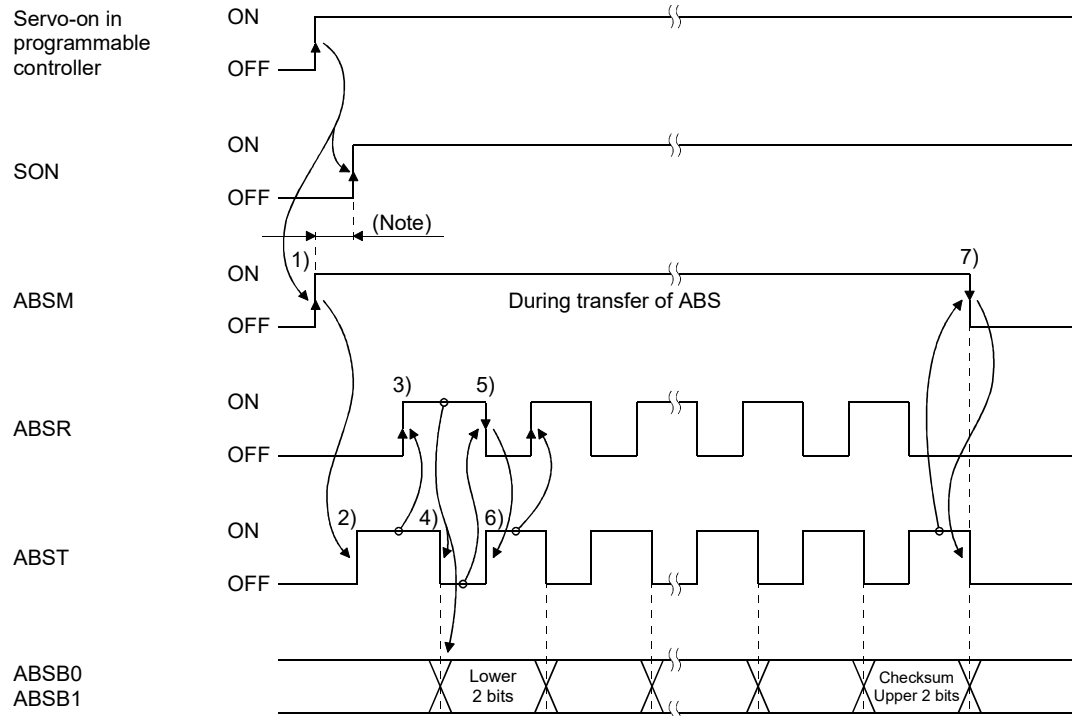 Servo-on in
programmable
controller
ON
OFF
SON
ON
OFF
(Note)
ABSM
ON
OFF
1)
During transfer of ABS
7)
ABSR
ON
OFF
3)
5)
ABST
ON
OFF
2)
4)
6)
ABSB0
ABSB1
Lower
2 bits
Checksum
Upper 2 bits